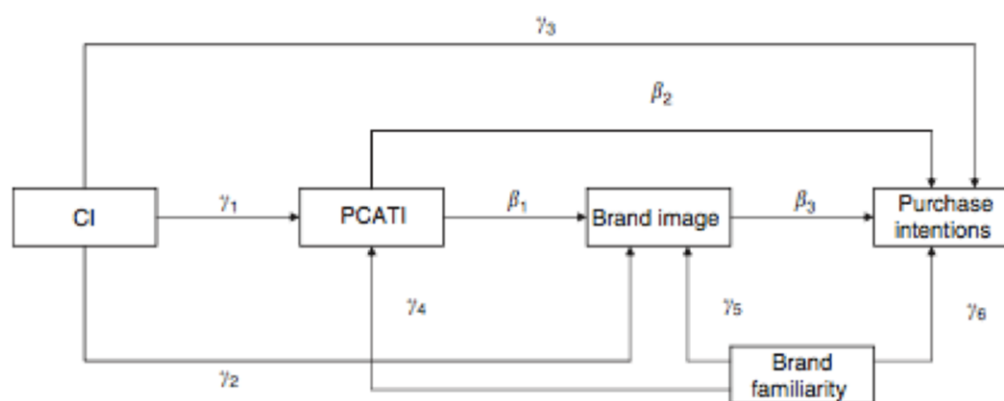 γ3
β2
CI
γ1
PCATI
β1
Brand image
β3
Purchase
intentions
γ4
γ5
γ6
γ2
Brand
familiarity